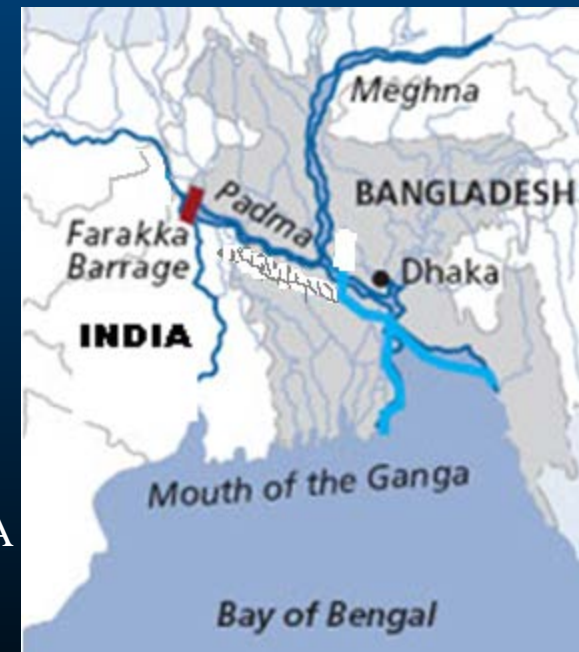 Meghna
Padma
BANGLADESH
Farakka
Barrage
Dhaka
INDIA
Mouth of the Ganga
A
Bay of Bengal